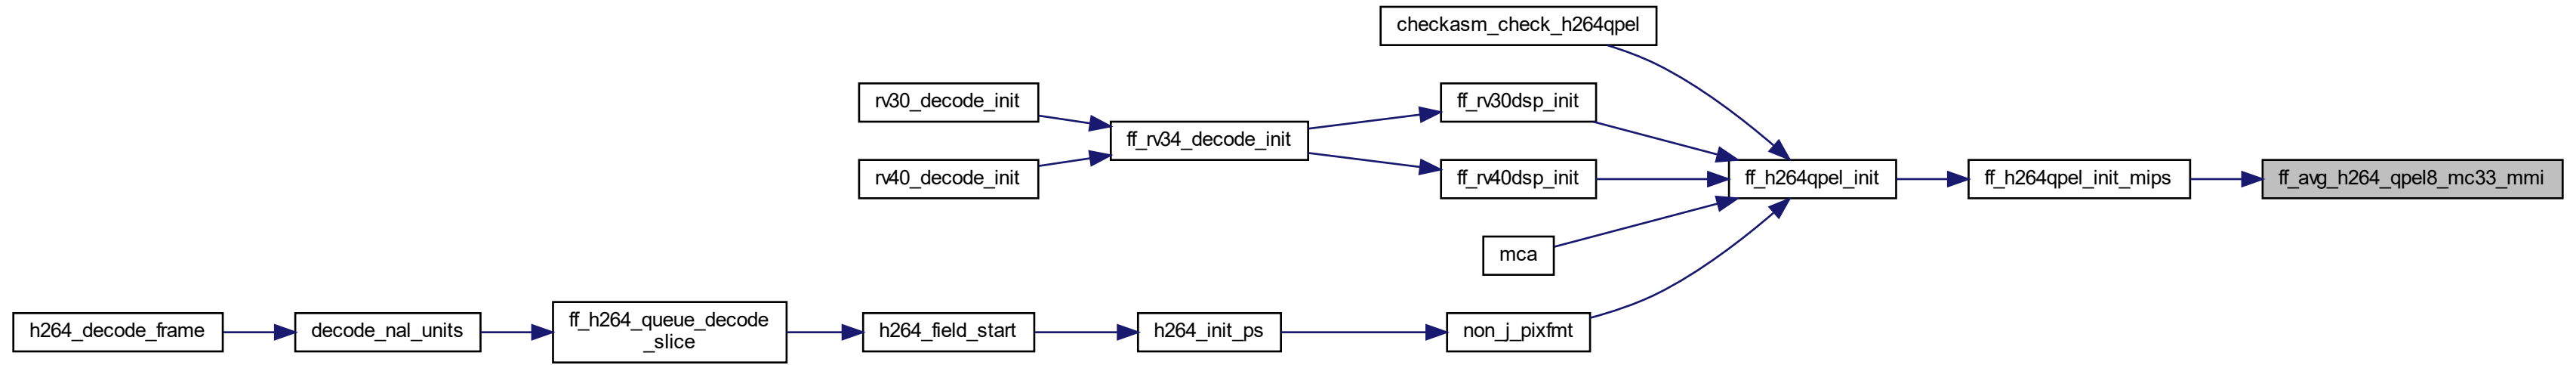 checkasm_check_h264qpel
rv30_decode_init
ff_rv30dsp_init
ff_rv34_decode_init
rv40_decode_init
ff_rv40dsp_init
ff_h264qpel_init
ff_h264qpel_init_mips
ff_avg_h264_qpel8_mc33_mmi
mca
h264_decode_frame
decode_nal_units
ff_h264_queue_decode
_slice
h264_field_start
h264_init_ps
non_j_pixfmt